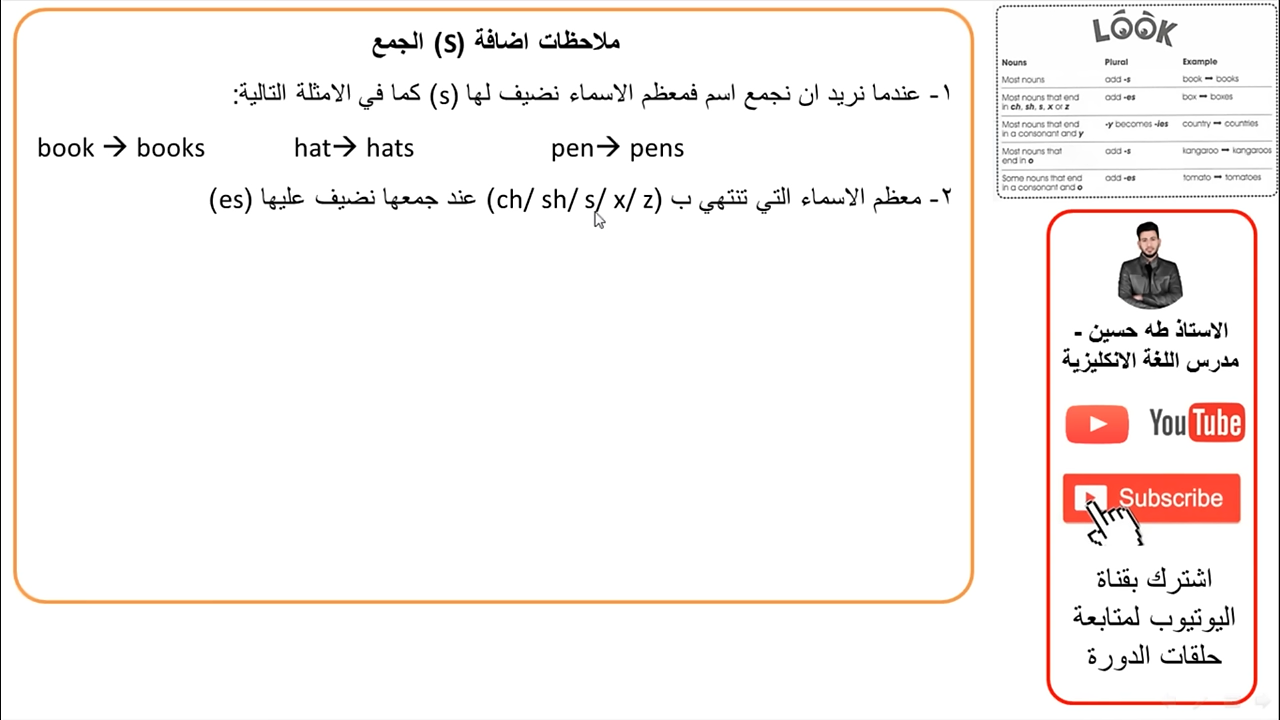 ملاحظات اضافة (S) الجمع
١- عندما نريد ان نجمع اسم فمعظم الاسماء نضيف لها (s) كما في الامثلة التالية:
book → books hat→ hats pen→ pens
٢- معظم الاسماء التي تنتهي ب (ch/ sh/ s/ x/ z) عند جمعها نضيف عليها (es)
LOOK
Nouns Plural Example
Most nouns add -s book → books
Most nouns that end add -es box → boxes
in ch, sh, s, x or z
Most nouns that end -y becomes -ies country → countries
in a consonant and y
Most nouns that add -s kangaroo → kangaroos
end in o
Some nouns that end add -es tomato → tomatoes
in a consonant and o
الاستاذ طه حسين -
مدرس اللغة الانكليزية
YouTube
Subscribe
اشترك بقناة
اليوتيوب لمتابعة
حلقات الدورة